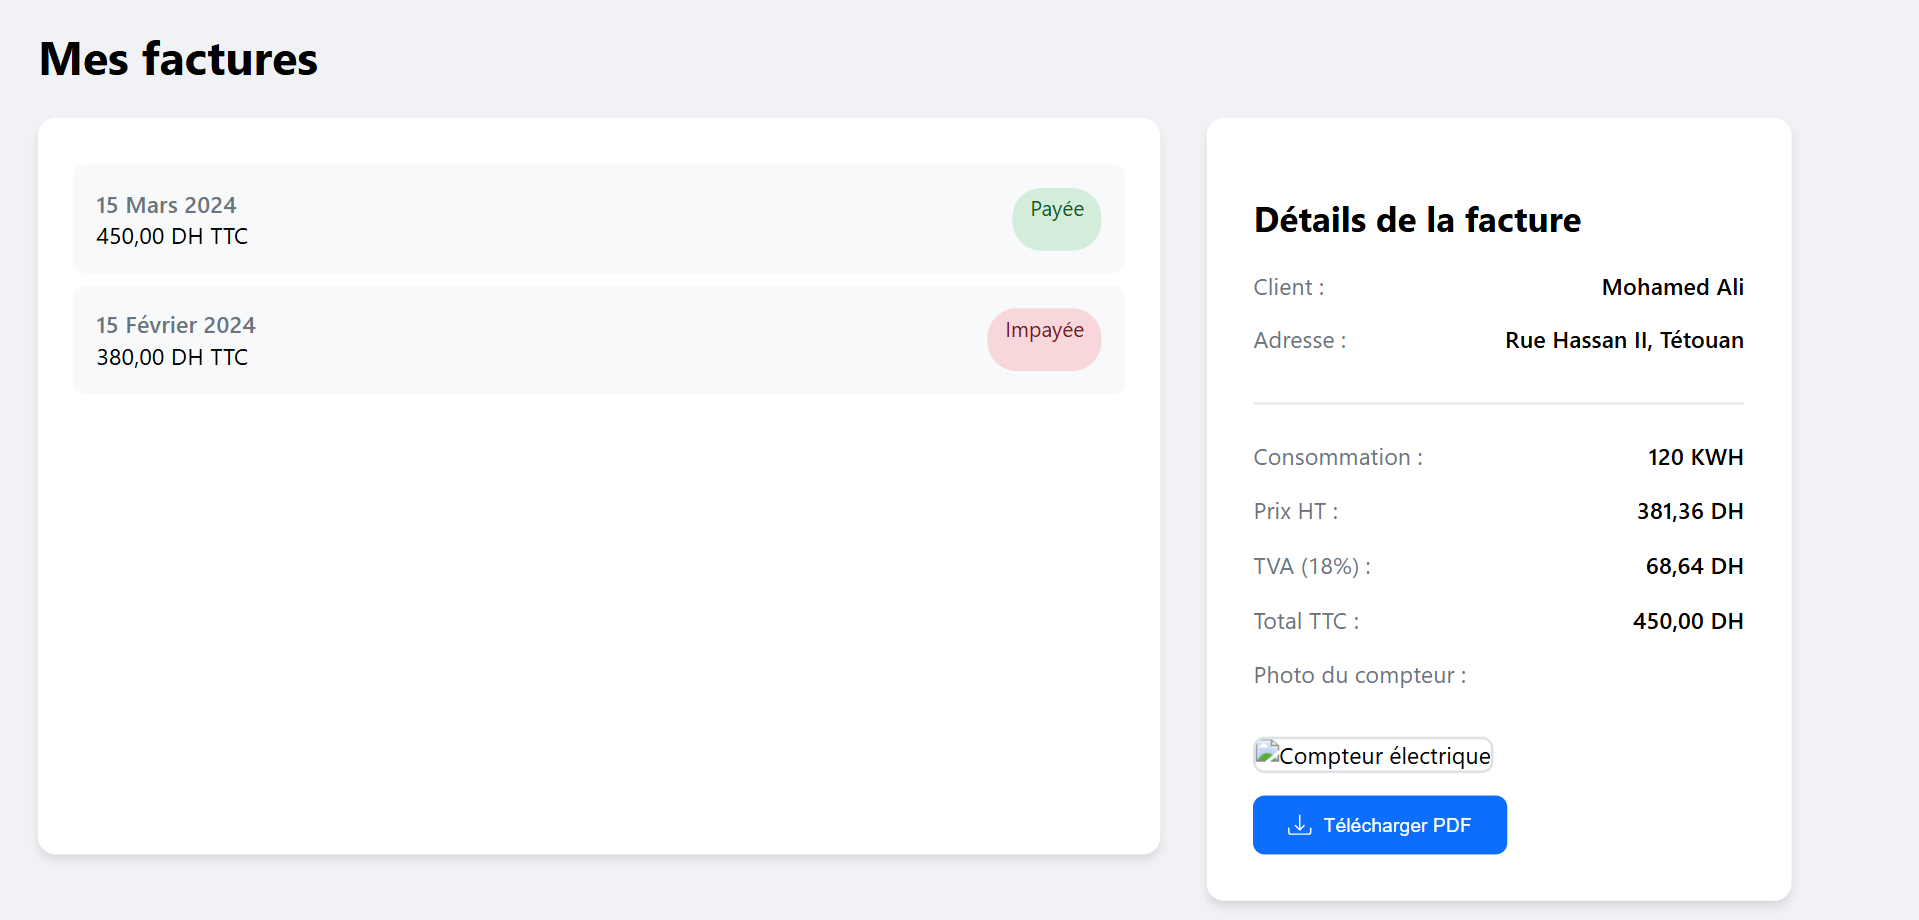 Mes factures
15 Mars 2024
450,00 DH TTC
Payée
15 Février 2024
380,00 DH TTC
Impayée
Détails de la facture
Client : Mohamed Ali
Adresse : Rue Hassan II, Tétouan
Consommation : 120 KWH
Prix HT : 381,36 DH
TVA (18%) : 68,64 DH
Total TTC : 450,00 DH
Photo du compteur :
Compteur électrique
Télécharger PDF